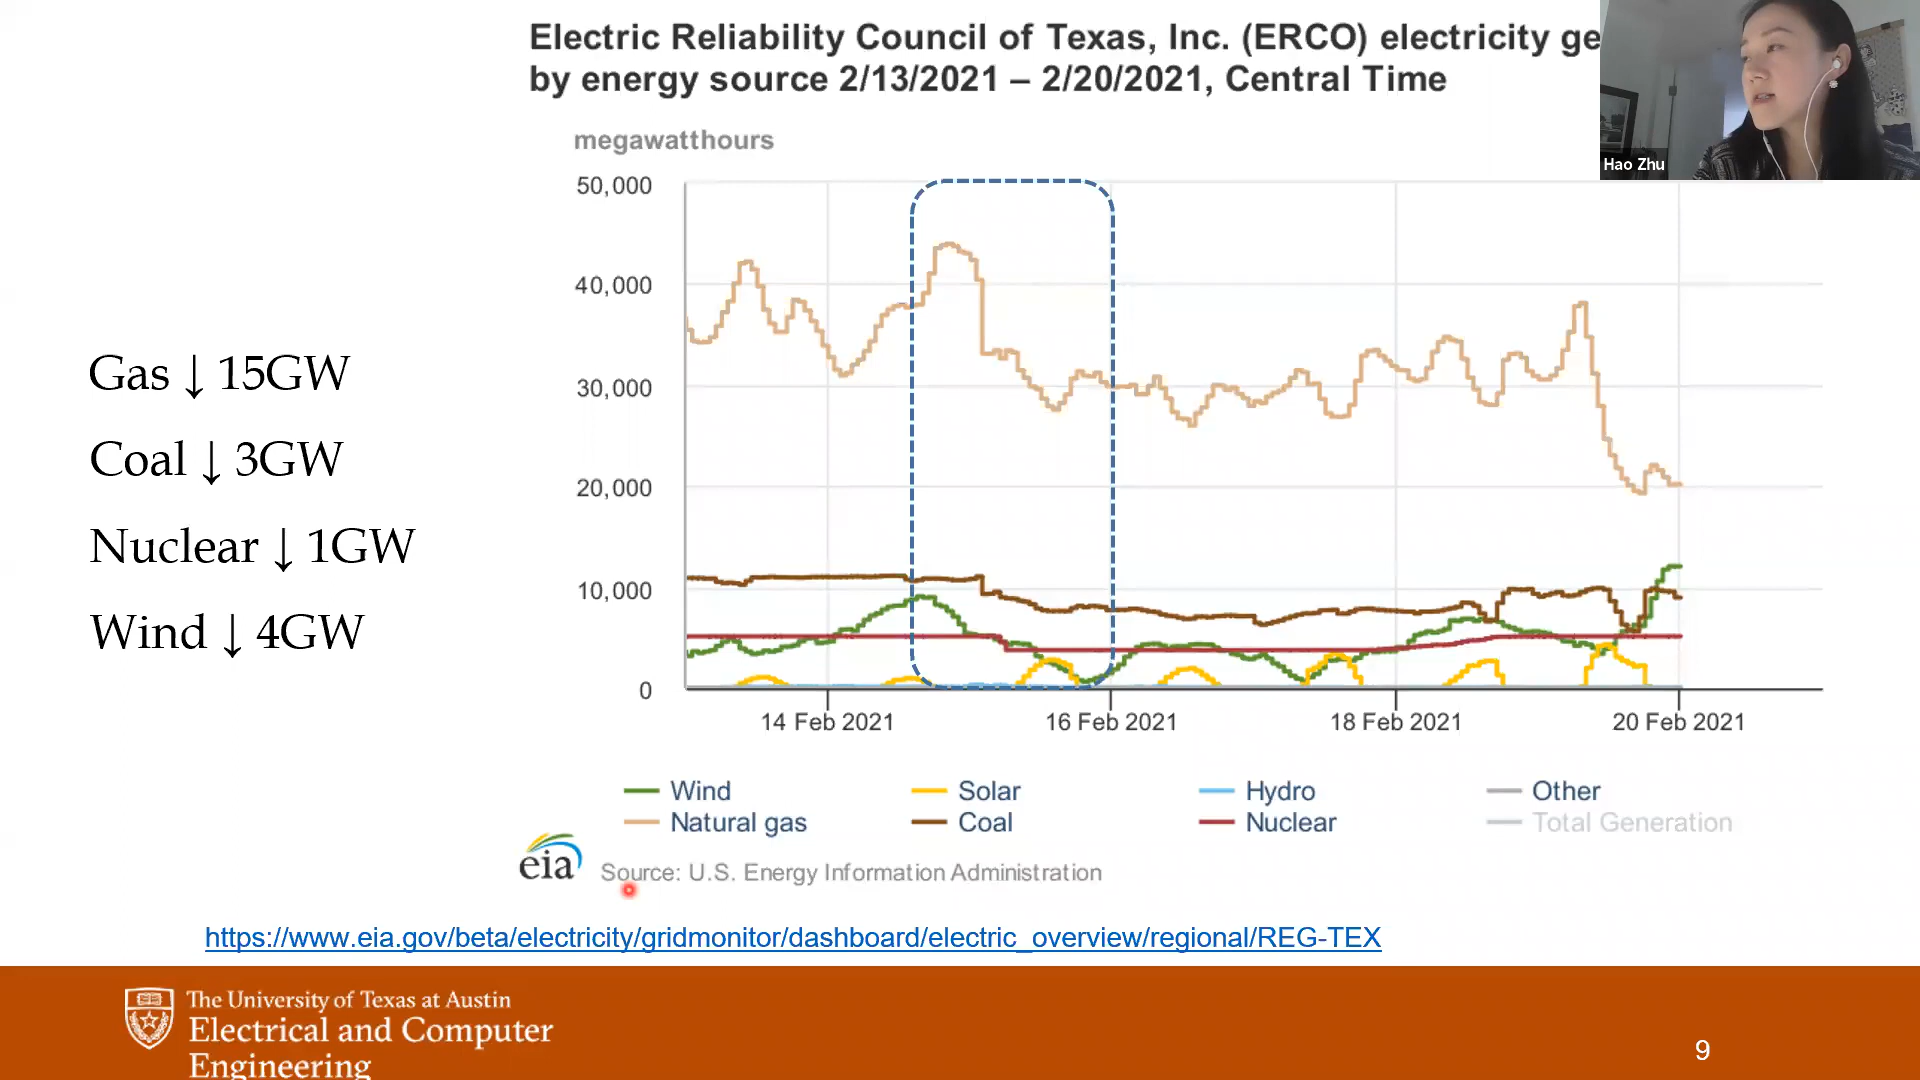 Electric Reliability Council of Texas, Inc. (ERCO) electricity ge
by energy source 2/13/2021 – 2/20/2021, Central Time
Hao Zhu
megawatthours
50,000
40,000
30,000
20,000
10,000
0
Gas ↓ 15GW
Coal ↓ 3GW
Nuclear ↓ 1GW
Wind ↓ 4GW
14 Feb 2021 16 Feb 2021 18 Feb 2021 20 Feb 2021
Wind Solar Hydro Other
Natural gas Coal Nuclear Total Generation
eia Source: U.S. Energy Information Administration
https://www.eia.gov/beta/electricity/gridmonitor/dashboard/electric_overview/regional/REG-TEX
The University of Texas at Austin
Electrical and Computer
Engineering
9